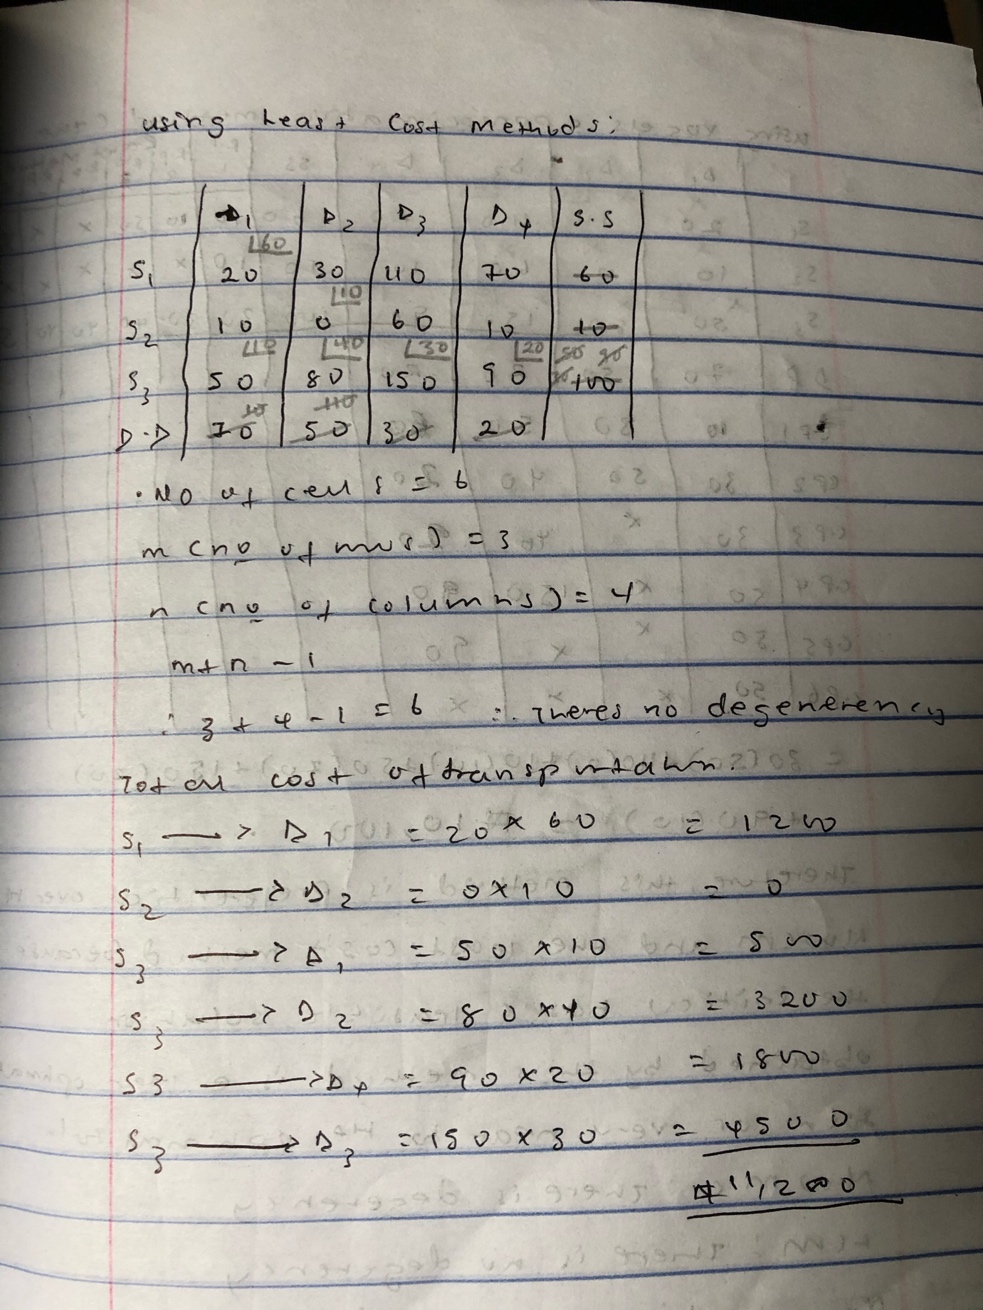 using Least Cost Methods:
D1 D2 D3 D4 S.S
60
S1 20 30 40 70 60
10
S2 10 0 60 10 10
10 40 30 20 90
S3 50 80 150 90 100
10 40
D.D 70 50 30 20
. No of cells = 6
m (no of rows) = 3
n (no of columns) = 4
m + n - 1
∴ 3 + 4 - 1 = 6 ∴ Theres no degenerency
Total cost of transportation.
S1 → D1 = 20 x 60 = 1200
S2 → D2 = 0 x 10 = 0
S3 → D1 = 50 x 10 = 500
S3 → D2 = 80 x 40 = 3200
S3 → D4 = 90 x 20 = 1800
S3 → D3 = 150 x 30 = 4500
₦11,200